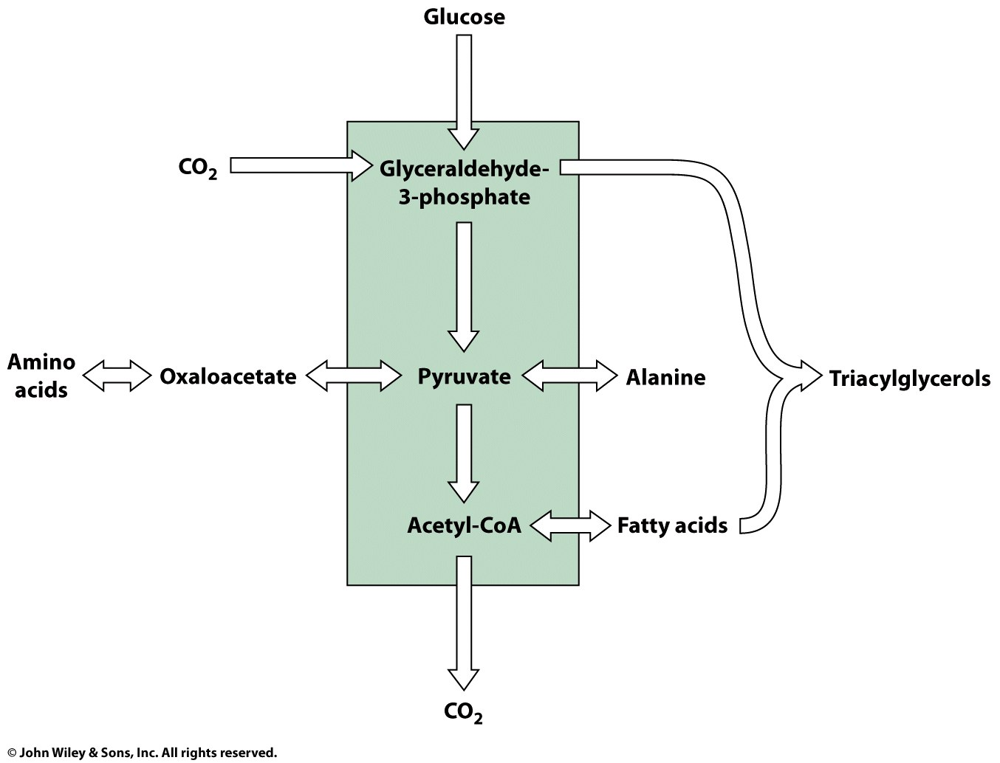 Glucose
CO₂
Glyceraldehyde-
3-phosphate
Amino
acids
Oxaloacetate
Pyruvate
Alanine
Triacylglycerols
Acetyl-CoA
Fatty acids
CO₂
© John Wiley & Sons, Inc. All rights reserved.